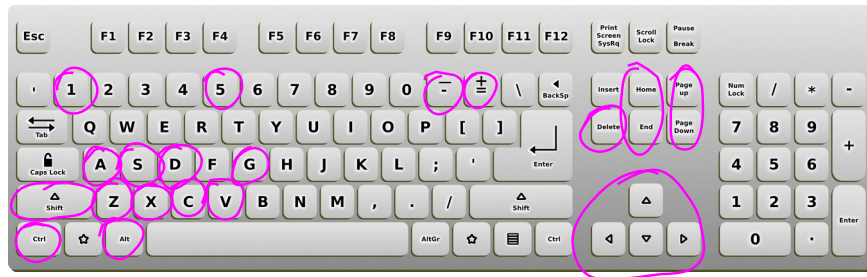 Esc F1 F2 F3 F4 F5 F6 F7 F8 F9 F10 F11 F12 Print Screen SysRq Scroll Lock Pause Break
' 1 2 3 4 5 6 7 8 9 0 - ± = \ BackSp Insert Home Page up Num Lock / * -
Tab Q W E R T Y U I O P [ ] Enter Delete End Page Down 7 8 9 +
Caps Lock A S D F G H J K L ; ' 4 5 6
Shift Z X C V B N M , . / Shift 1 2 3 Enter
Ctrl Alt AltGr Ctrl 0 .